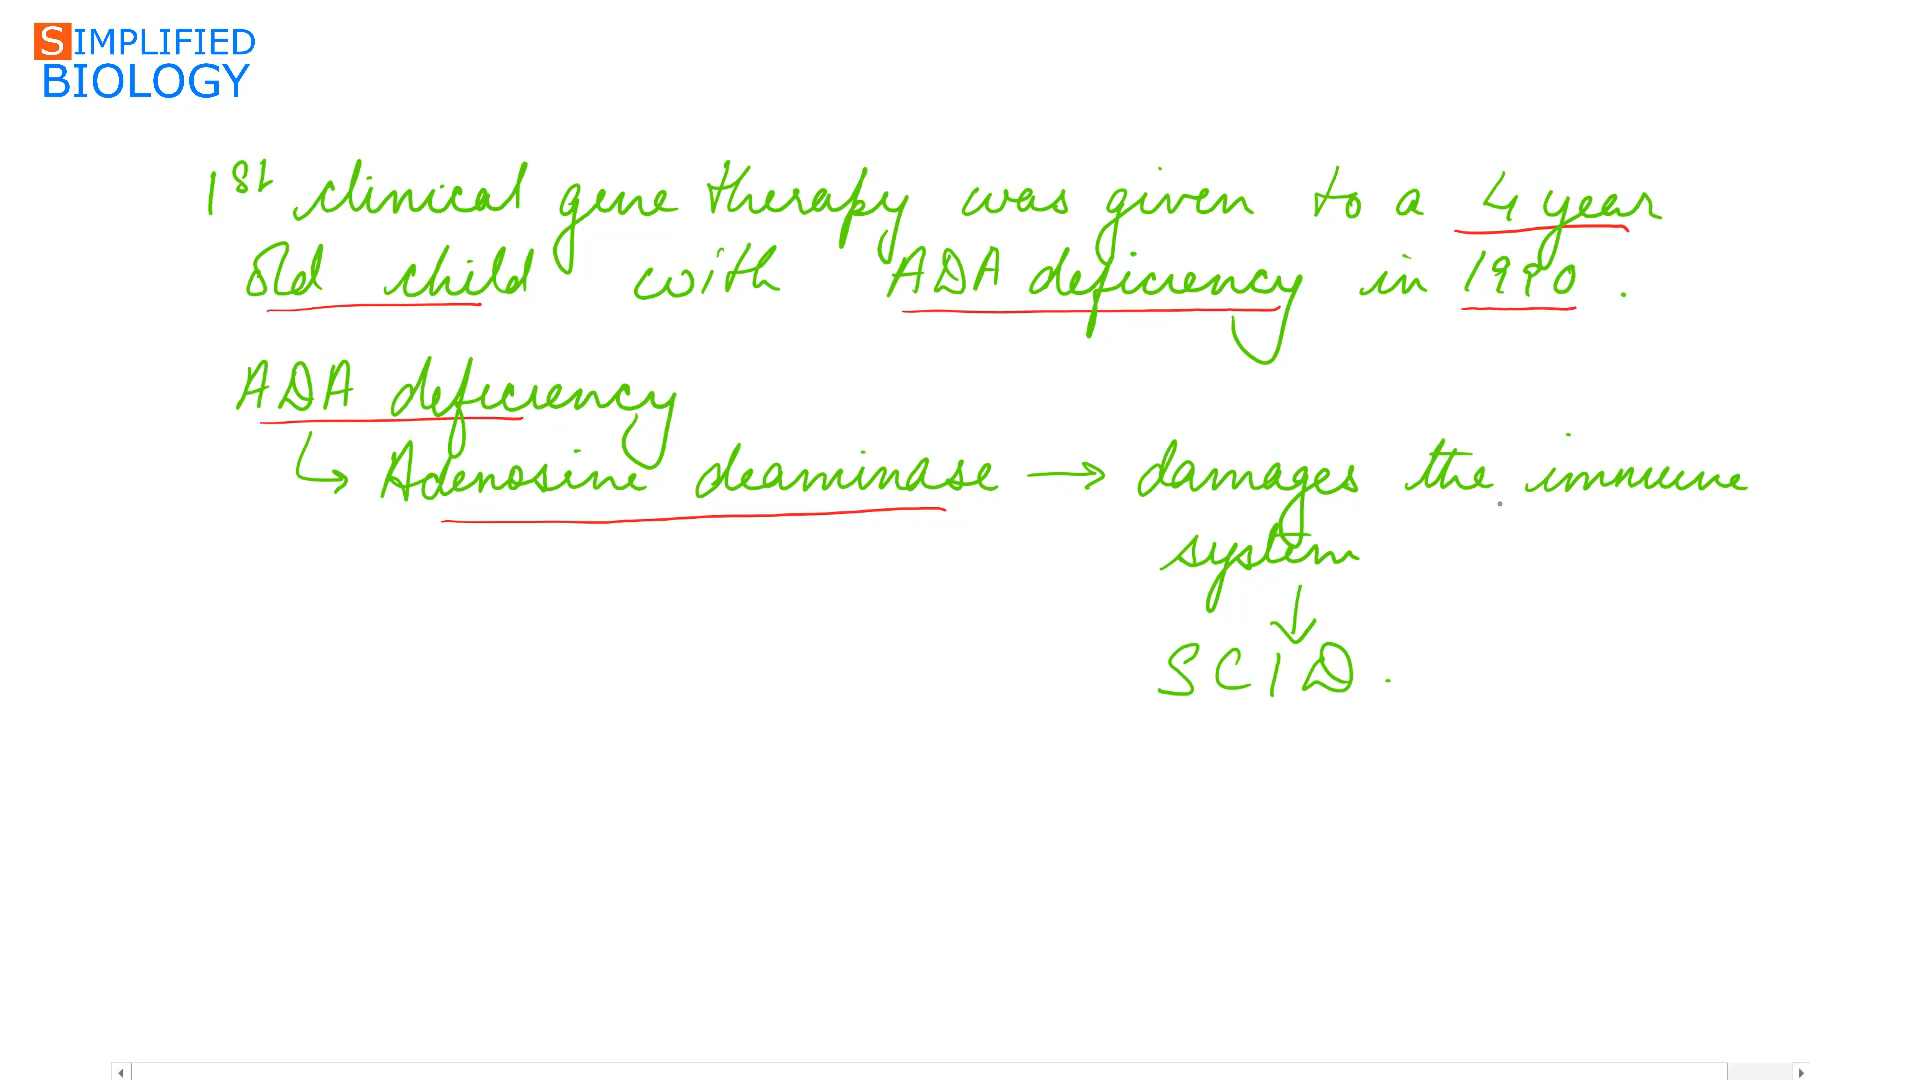 SIMPLIFIED
BIOLOGY
1st clinical gene therapy was given to a 4 year
old child with ADA deficiency in 1990.
ADA deficiency
↳ Adenosine deaminase → damages the immune
system
↓
SCID.